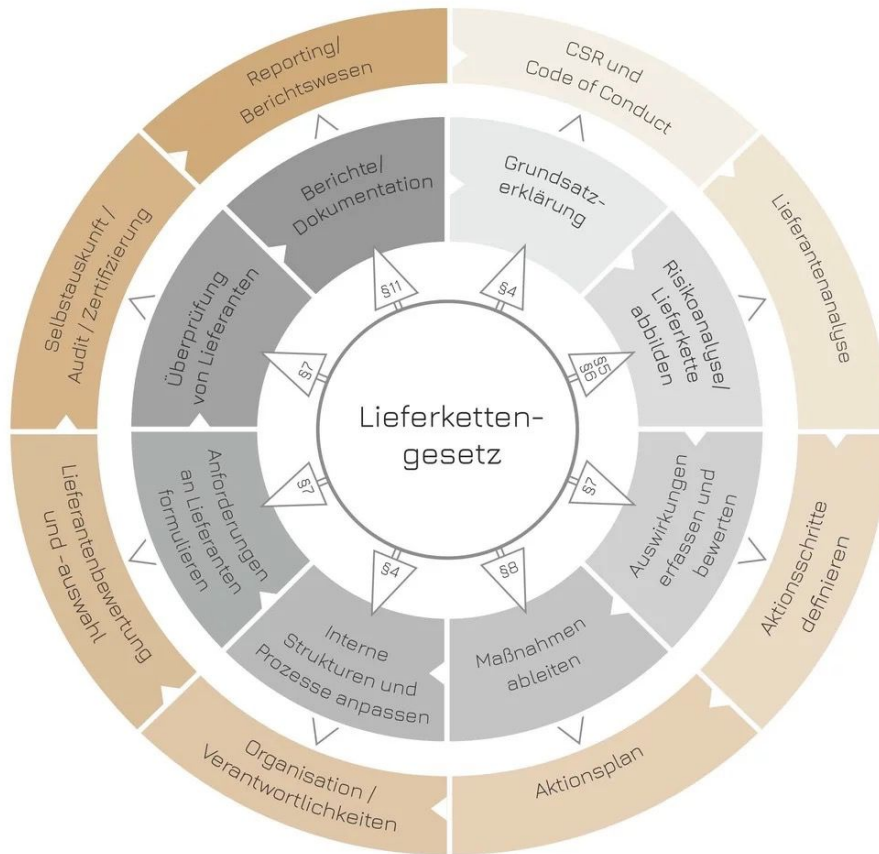 Lieferketten-
gesetz
§4
§5
§6
§7
§8
§4
§7
§7
§11
Grundsatz-
erklärung
Risikoanalyse/
Lieferkette
abbilden
Auswirkungen
erfassen und
bewerten
Maßnahmen
ableiten
Interne
Strukturen und
Prozesse anpassen
Anforderungen
an Lieferanten
formulieren
Überprüfung
von Lieferanten
Berichte/
Dokumentation
CSR und
Code of Conduct
Lieferantenanalyse
Aktionsschritte
definieren
Aktionsplan
Organisation /
Verantwortlichkeiten
Lieferantenbewertung
und -auswahl
Selbstauskunft /
Audit / Zertifizierung
Reporting/
Berichtswesen